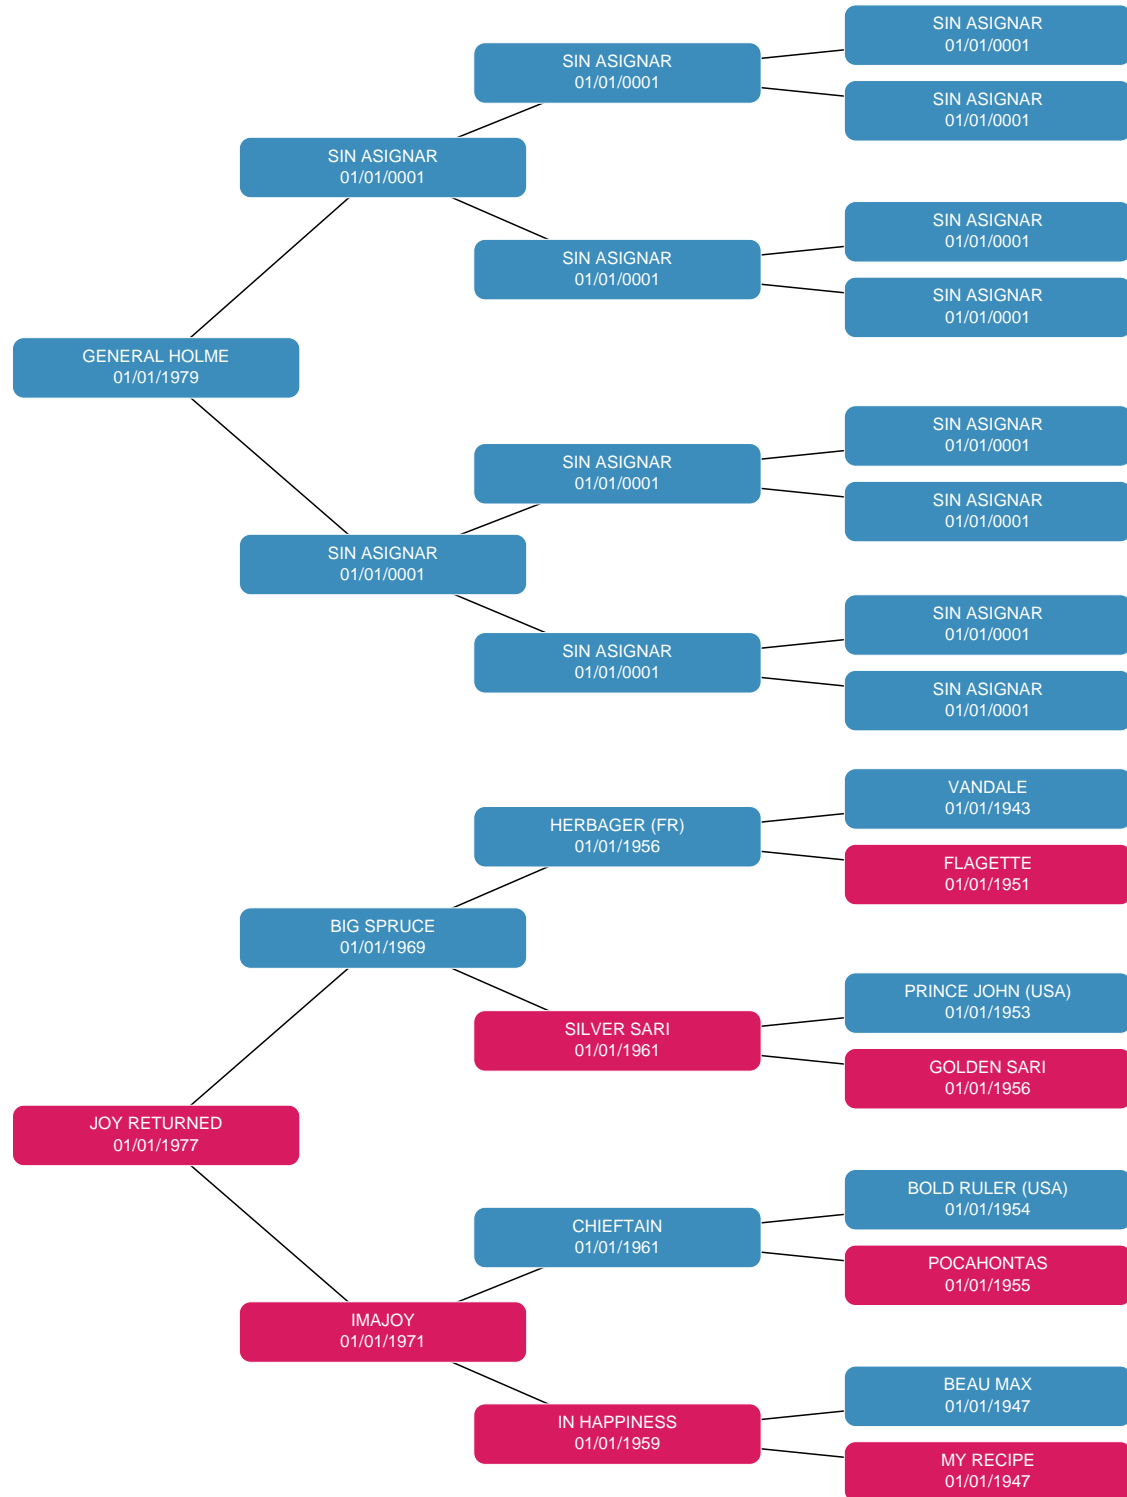 SIN ASIGNAR
01/01/0001
SIN ASIGNAR
01/01/0001
SIN ASIGNAR
01/01/0001
SIN ASIGNAR
01/01/0001
SIN ASIGNAR
01/01/0001
SIN ASIGNAR
01/01/0001
SIN ASIGNAR
01/01/0001
GENERAL HOLME
01/01/1979
SIN ASIGNAR
01/01/0001
SIN ASIGNAR
01/01/0001
SIN ASIGNAR
01/01/0001
SIN ASIGNAR
01/01/0001
SIN ASIGNAR
01/01/0001
SIN ASIGNAR
01/01/0001
SIN ASIGNAR
01/01/0001
VANDALE
01/01/1943
HERBAGER (FR)
01/01/1956
FLAGETTE
01/01/1951
BIG SPRUCE
01/01/1969
PRINCE JOHN (USA)
01/01/1953
SILVER SARI
01/01/1961
GOLDEN SARI
01/01/1956
JOY RETURNED
01/01/1977
BOLD RULER (USA)
01/01/1954
CHIEFTAIN
01/01/1961
POCAHONTAS
01/01/1955
IMAJOY
01/01/1971
BEAU MAX
01/01/1947
IN HAPPINESS
01/01/1959
MY RECIPE
01/01/1947